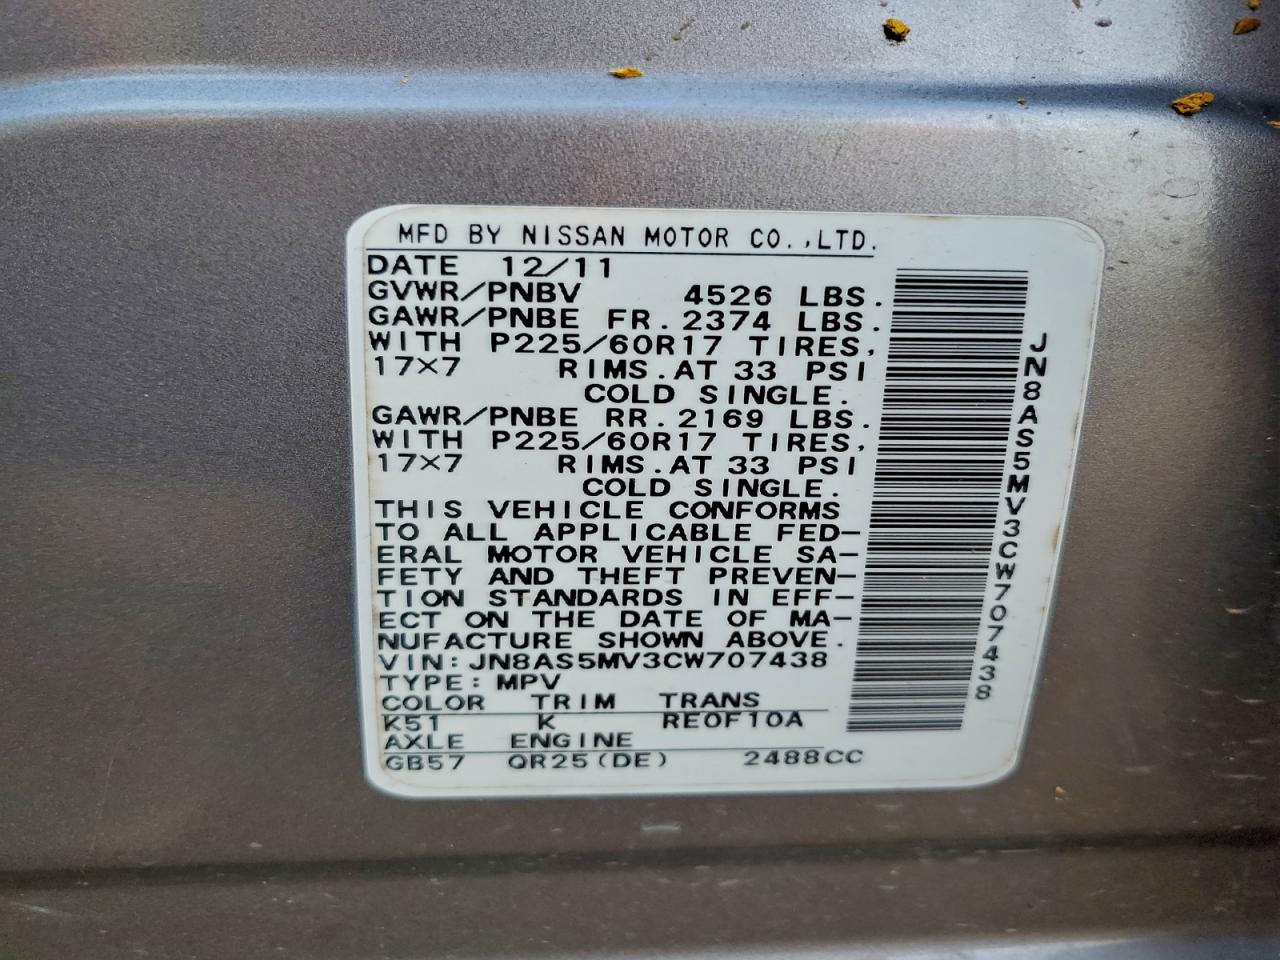 MFD BY NISSAN MOTOR CO.,LTD.
DATE 12/11
GVWR/PNBV 4526 LBS.
GAWR/PNBE FR.2374 LBS.
WITH P225/60R17 TIRES,
17×7 RIMS.AT 33 PSI
COLD SINGLE.
GAWR/PNBE RR.2169 LBS.
WITH P225/60R17 TIRES,
17×7 RIMS.AT 33 PSI
COLD SINGLE.
THIS VEHICLE CONFORMS
TO ALL APPLICABLE FED-
ERAL MOTOR VEHICLE SA-
FETY AND THEFT PREVEN-
TION STANDARDS IN EFF-
ECT ON THE DATE OF MA-
NUFACTURE SHOWN ABOVE.
VIN: JN8AS5MV3CW707438
TYPE: MPV
COLOR TRIM TRANS
K51 K RE0F10A
AXLE ENGINE
GB57 QR25(DE) 2488CC
JN8AS5MV3CW707438